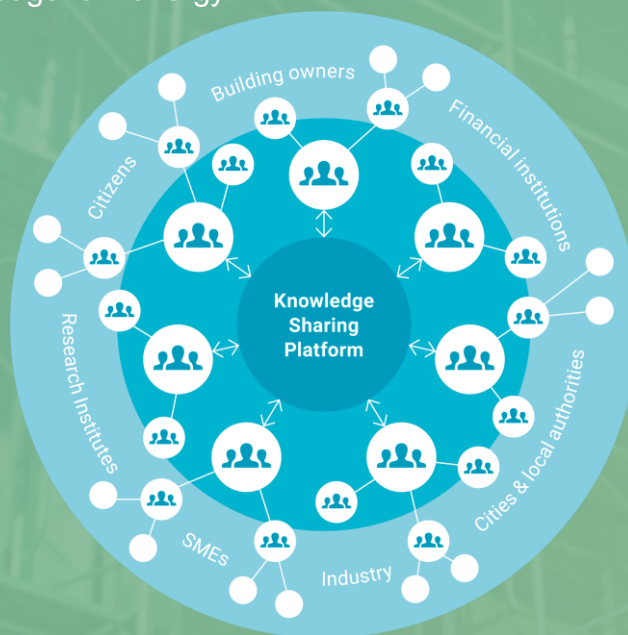 Knowledge
Sharing
Platform
Building owners
Financial institutions
Cities & local authorities
Industry
SMEs
Research Institutes
Citizens